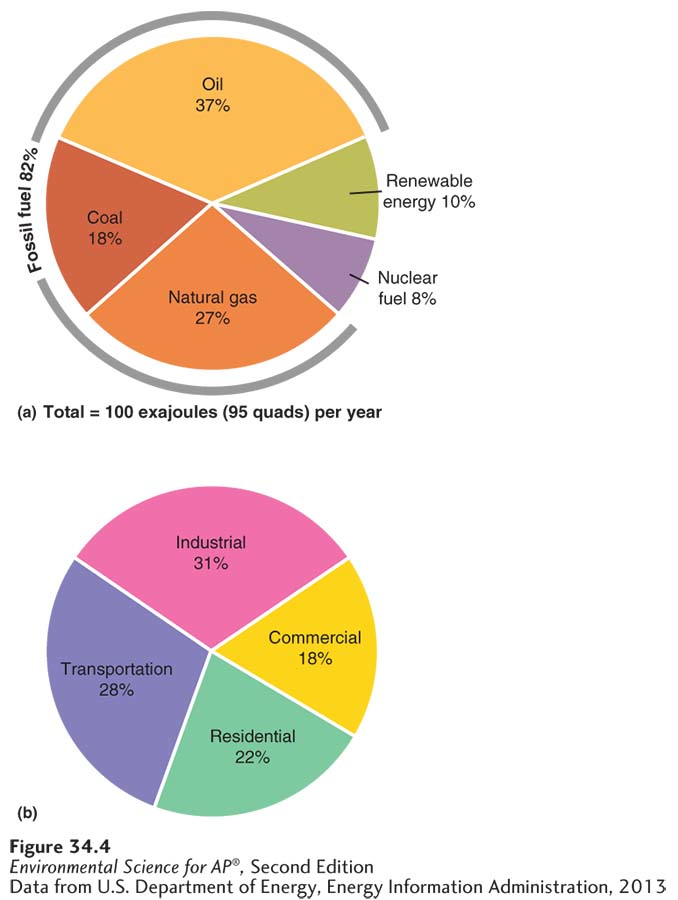 Oil
37%
Fossil fuel 82%
Renewable
energy 10%
Coal
18%
Nuclear
fuel 8%
Natural gas
27%
(a) Total = 100 exajoules (95 quads) per year
Industrial
31%
Commercial
18%
Transportation
28%
Residential
22%
(b)
Figure 34.4
Environmental Science for AP®, Second Edition
Data from U.S. Department of Energy, Energy Information Administration, 2013